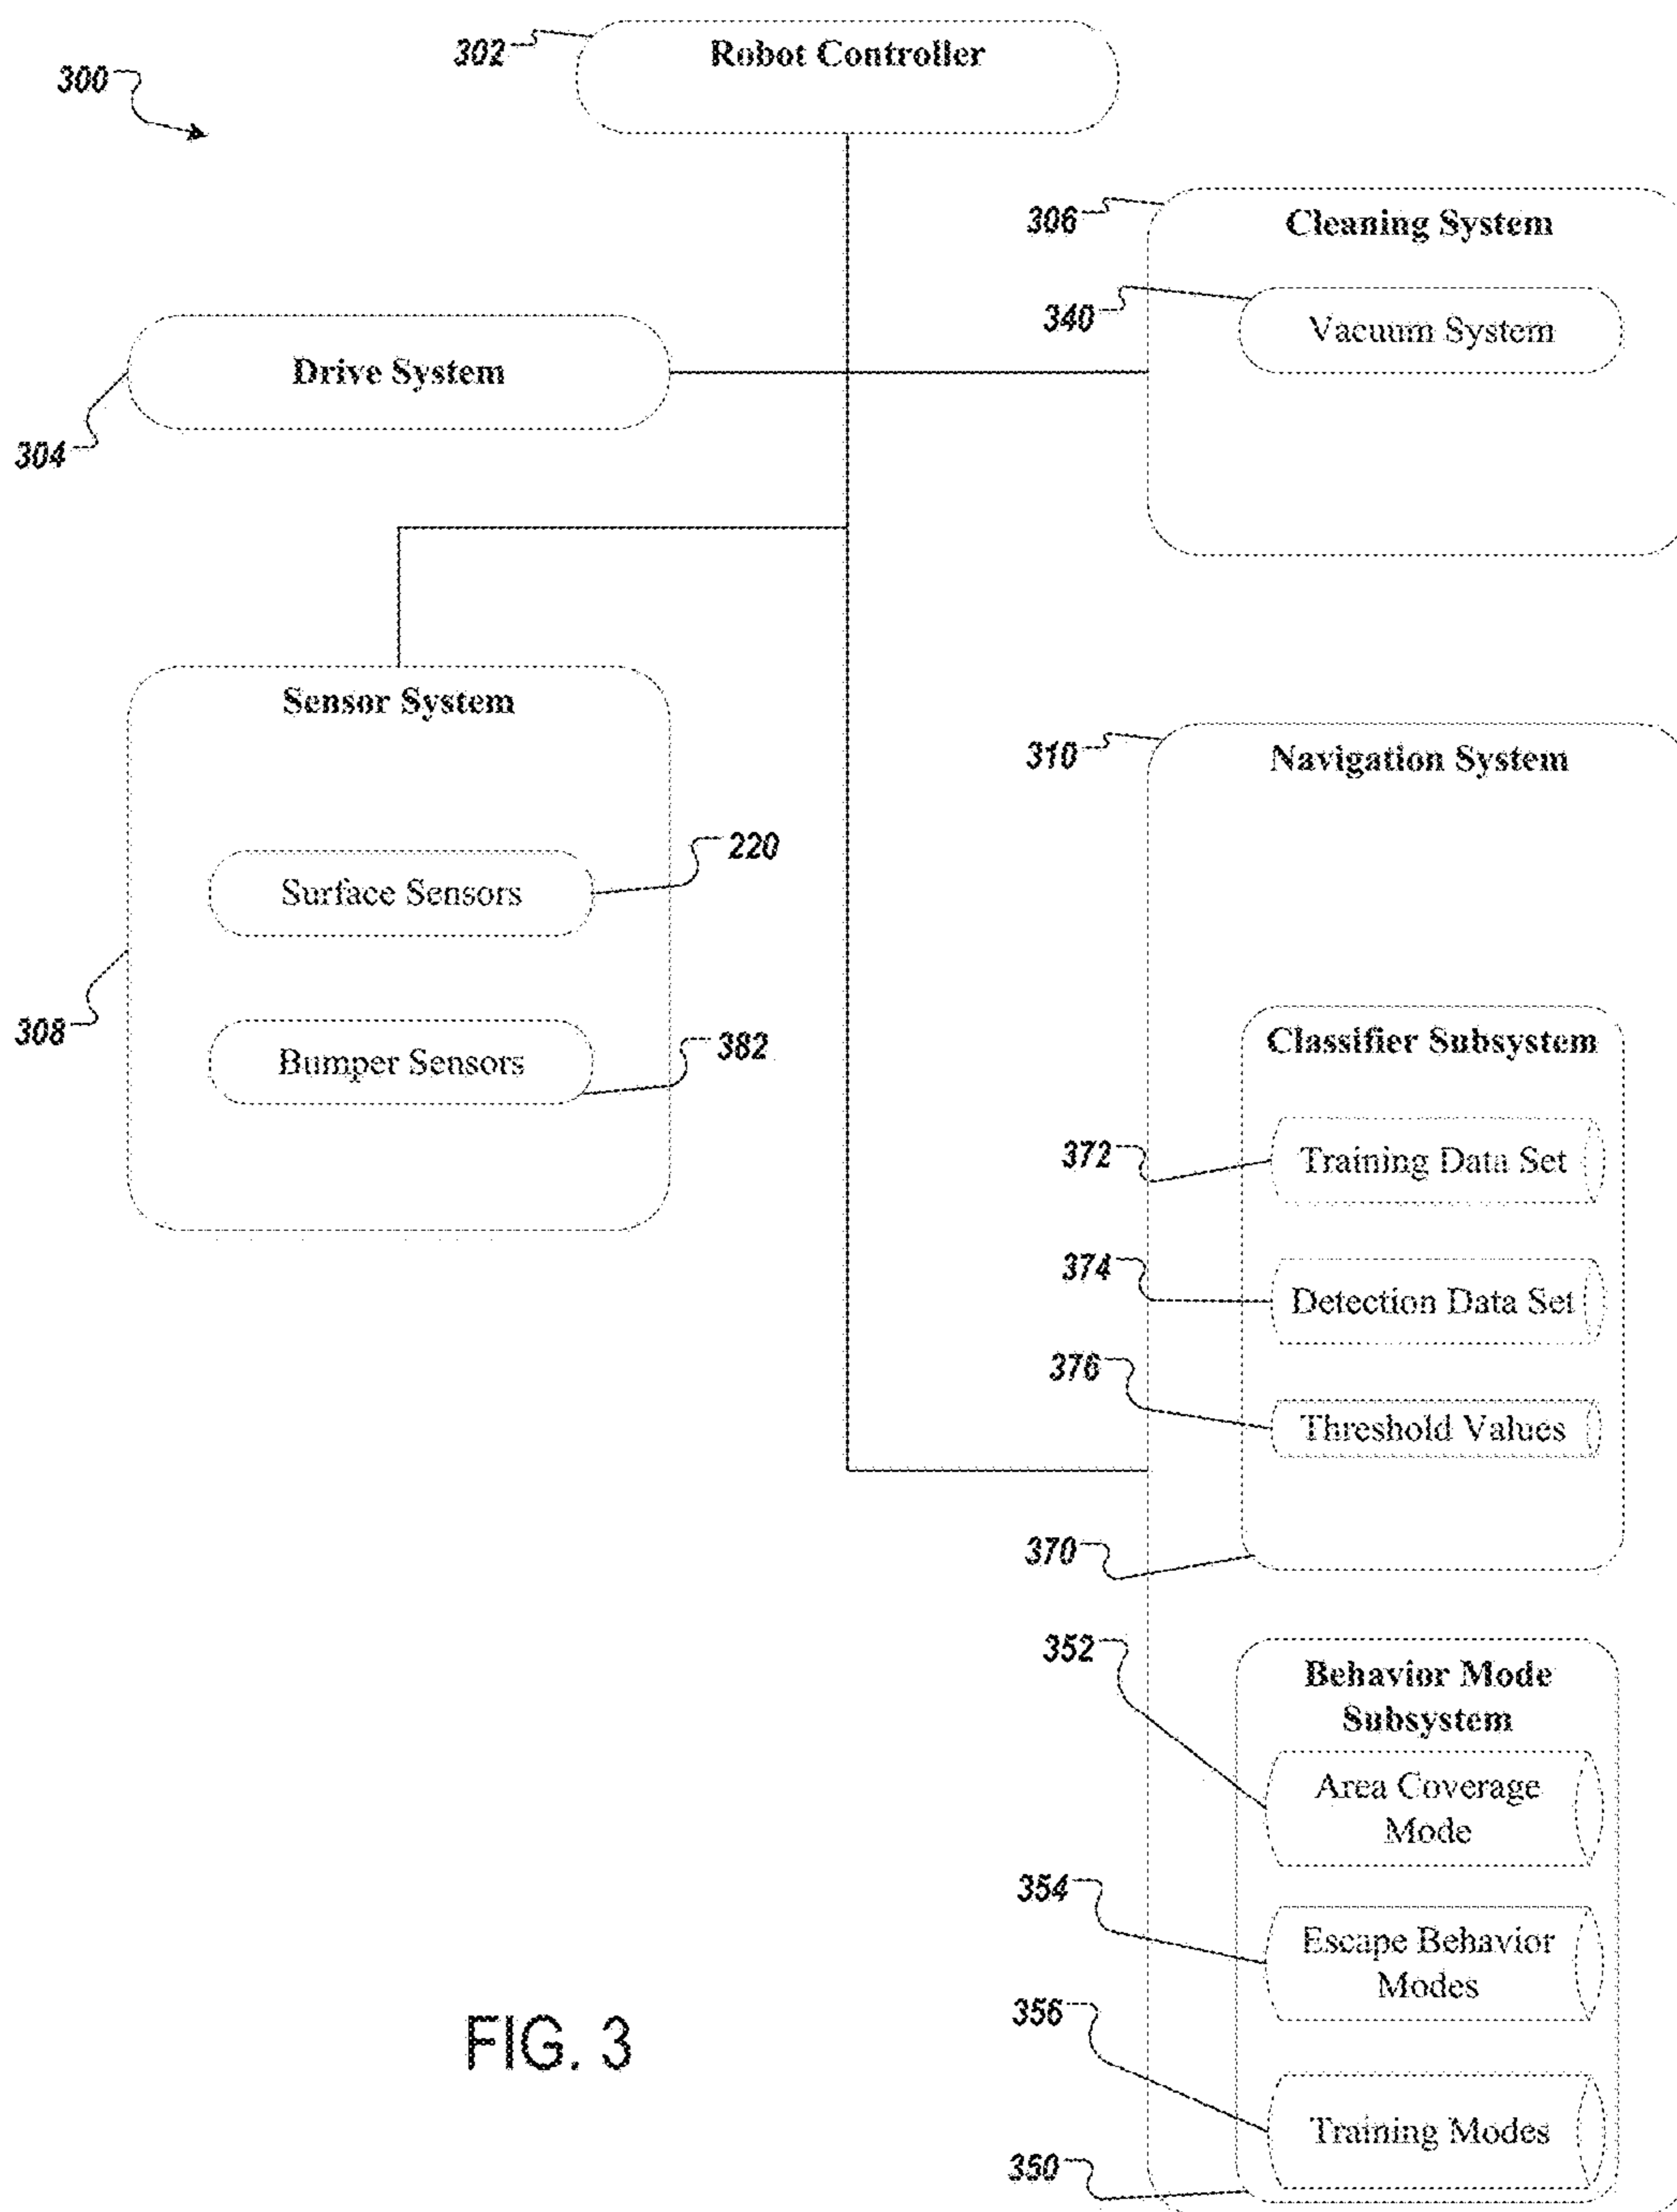 302
Robot Controller
300
306
Cleaning System
340
Vacuum System
Drive System
304
Sensor System
310
Navigation System
220
Surface Sensors
308
Bumper Sensors
382
Classifier Subsystem
372
Training Data Set
374
Detection Data Set
376
Threshold Values
370
352
Behavior Mode
Subsystem
Area Coverage
Mode
354
Escape Behavior
Modes
356
Training Modes
350
FIG. 3